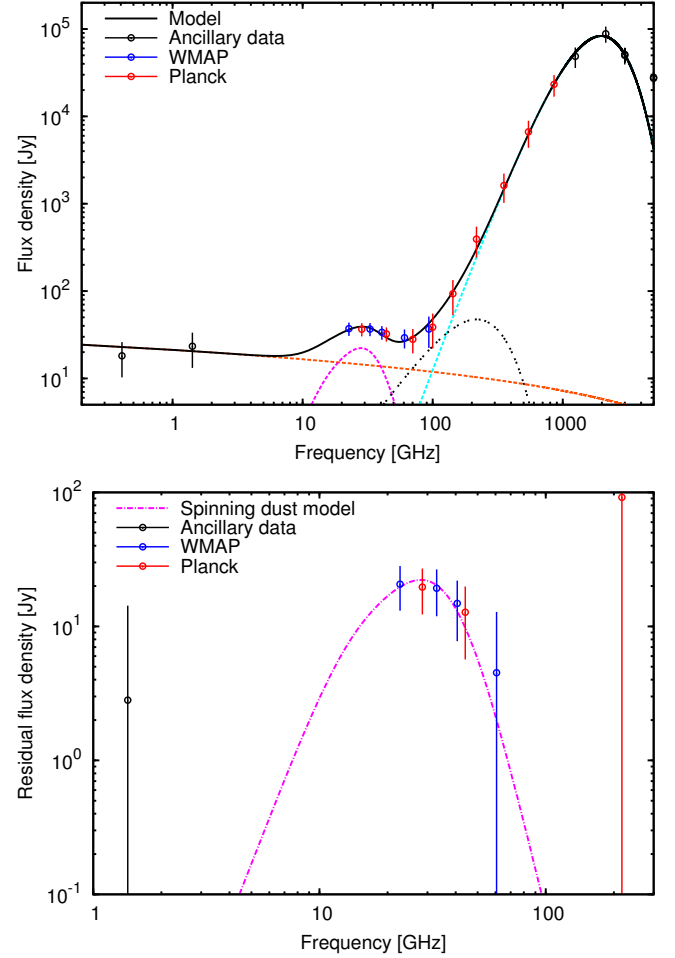 Model
Ancillary data
WMAP
Planck
10^5
10^4
10^3
10^2
10^1
Flux density [Jy]
1 10 100 1000
Frequency [GHz]
Spinning dust model
Ancillary data
WMAP
Planck
10^2
10^1
10^0
10^-1
Residual flux density [Jy]
1 10 100
Frequency [GHz]